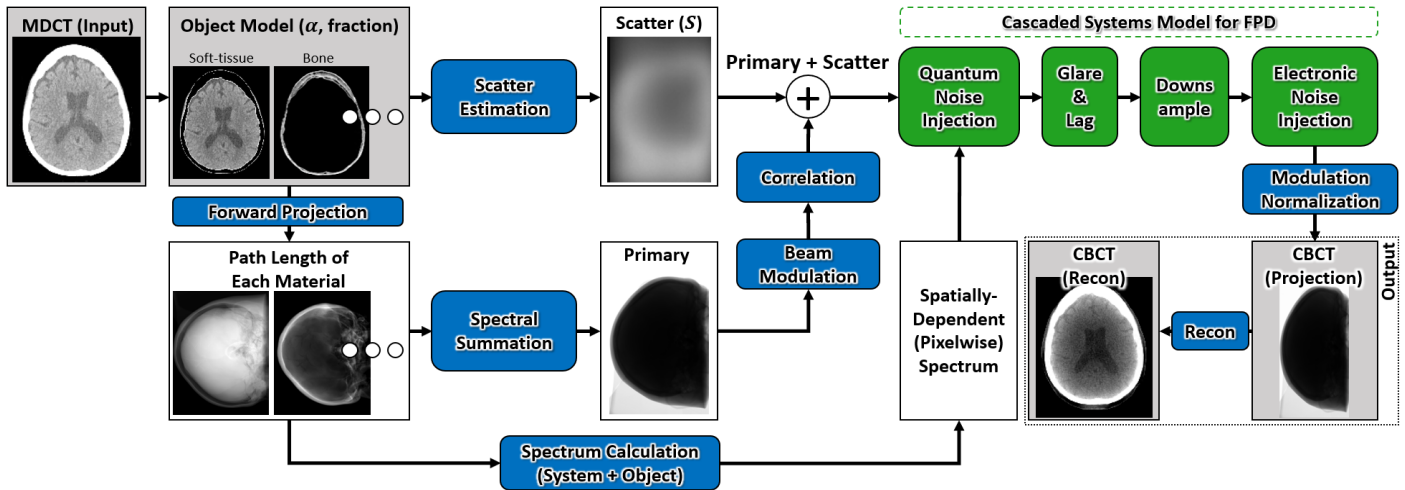 MDCT (Input)
Object Model (α, fraction)
Soft-tissue
Bone
Scatter
Estimation
Scatter (S)
Primary + Scatter
+
Cascaded Systems Model for FPD
Quantum
Noise
Injection
Glare
&
Lag
Downs
ample
Electronic
Noise
Injection
Forward Projection
Correlation
Modulation
Normalization
Path Length of
Each Material
Spectral
Summation
Primary
Beam
Modulation
Spatially-
Dependent
(Pixelwise)
Spectrum
CBCT
(Recon)
Recon
CBCT
(Projection)
Output
Spectrum Calculation
(System + Object)